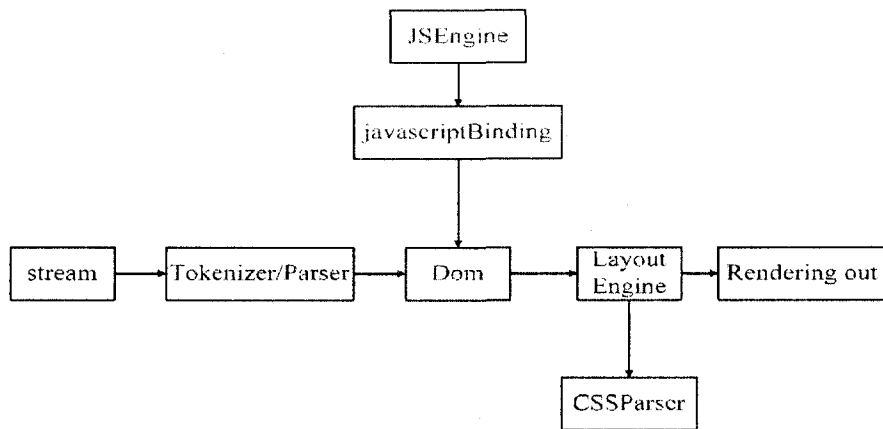 JSEngine
javascriptBinding
stream
Tokenizer/Parser
Dom
Layout
Engine
Rendering out
CSSParser